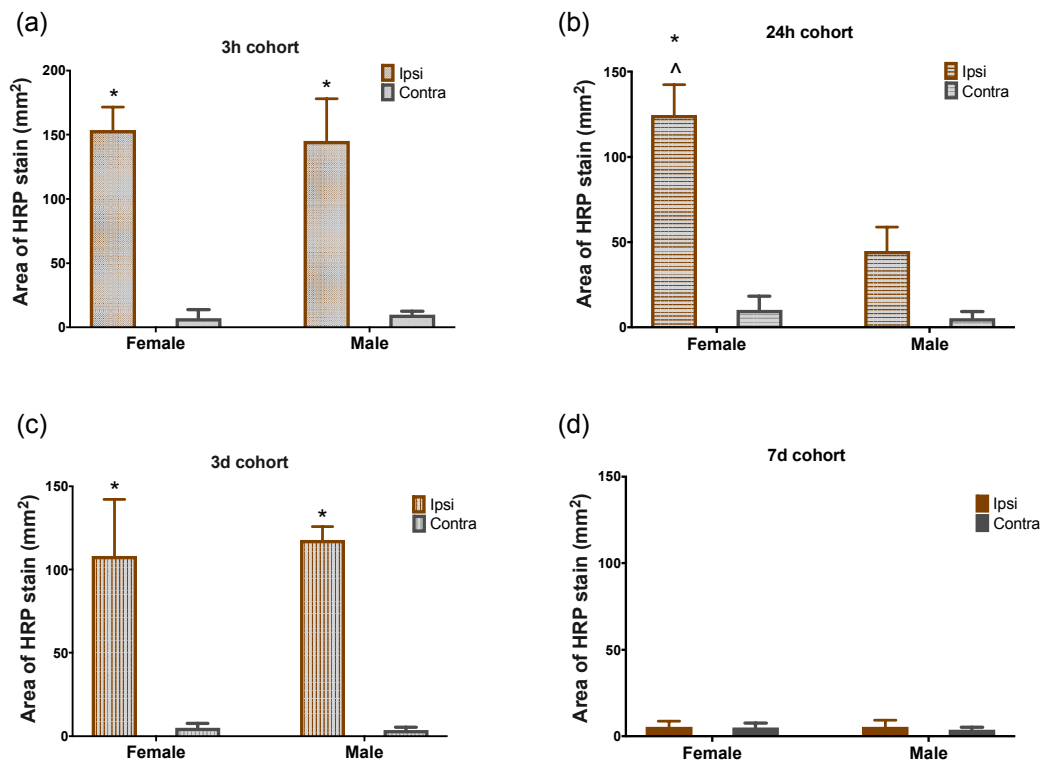 (a)
3h cohort
Ipsi
Contra
Area of HRP stain (mm²)
200
150
100
50
0
*
*
Female
Male
(b)
24h cohort
Ipsi
Contra
Area of HRP stain (mm²)
150
100
50
0
*
^
Female
Male
(c)
3d cohort
Ipsi
Contra
Area of HRP stain (mm²)
150
100
50
0
*
*
Female
Male
(d)
7d cohort
Ipsi
Contra
Area of HRP stain (mm²)
150
100
50
0
Female
Male